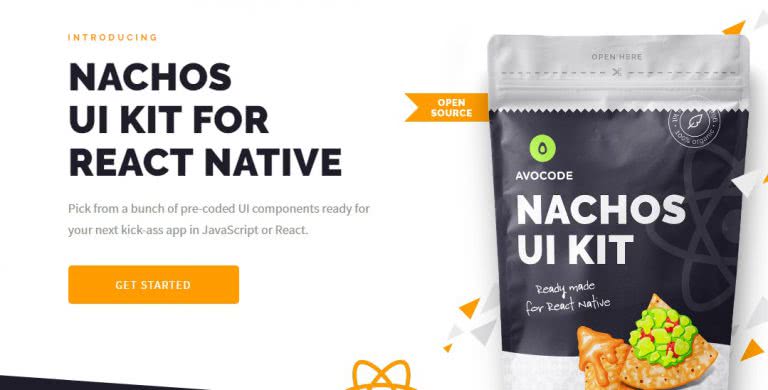 INTRODUCING
NACHOS
UI KIT FOR
REACT NATIVE
Pick from a bunch of pre-coded UI components ready for
your next kick-ass app in JavaScript or React.
GET STARTED
OPEN
SOURCE
OPEN HERE
100% organic
AVOCODE
NACHOS
UI KIT
Ready made
for React Native